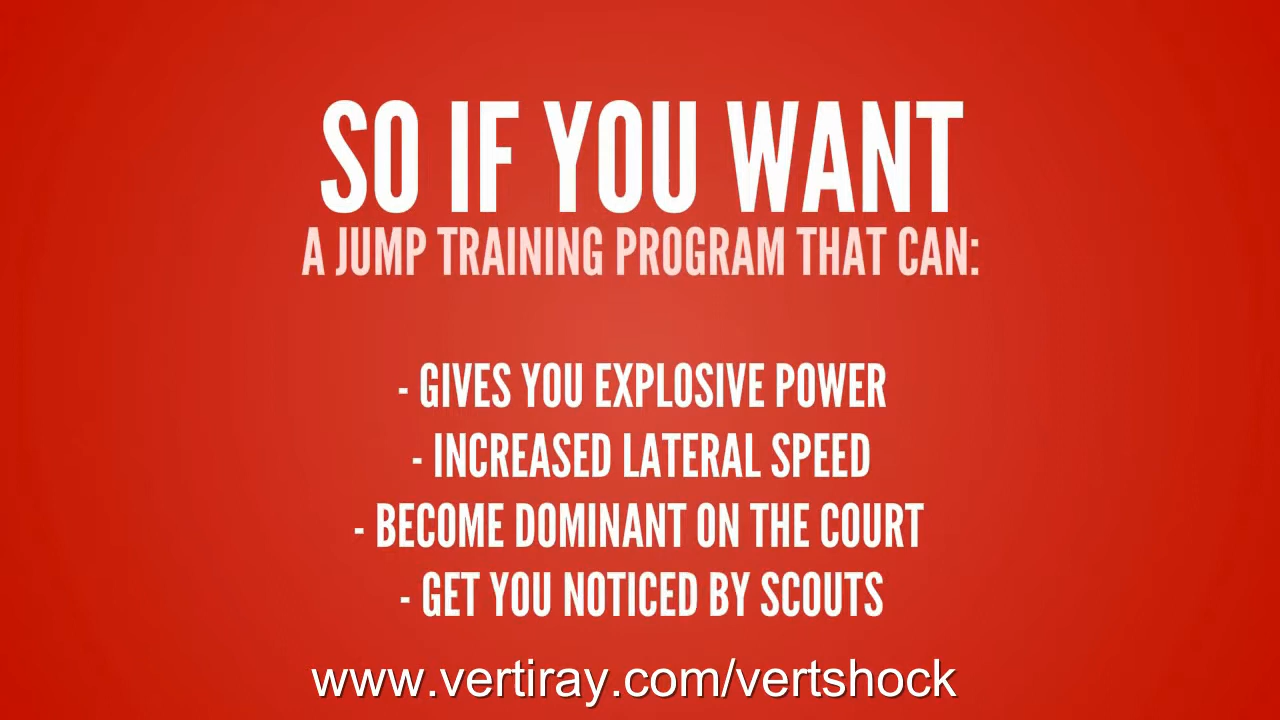 SO IF YOU WANT
A JUMP TRAINING PROGRAM THAT CAN:
- GIVES YOU EXPLOSIVE POWER
- INCREASED LATERAL SPEED
- BECOME DOMINANT ON THE COURT
- GET YOU NOTICED BY SCOUTS
www.vertiray.com/vertshock